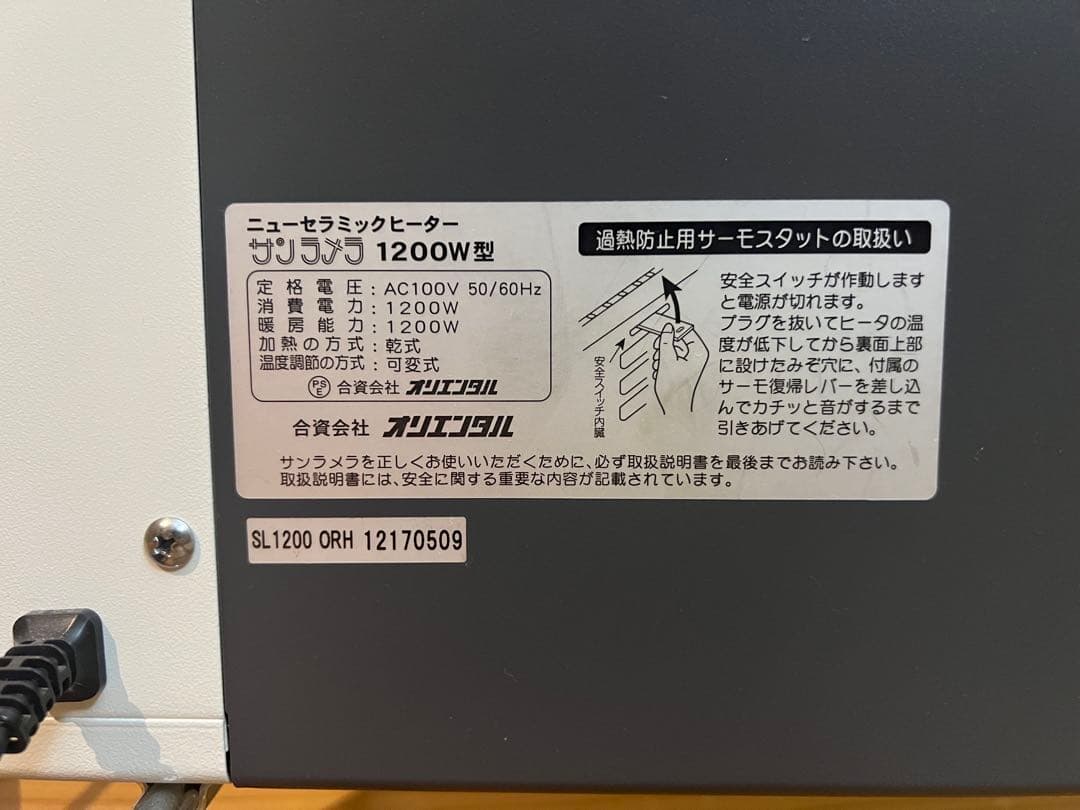 ニューセラミックヒーター
サンラメラ 1200W型
定格電圧：AC100V 50/60Hz
消費電力：1200W
暖房能力：1200W
加熱の方式：乾式
温度調節の方式：可変式
PSE 合資会社 オリエンタル
合資会社 オリエンタル
過熱防止用サーモスタットの取扱い
安全スイッチ内臓
安全スイッチが作動します
と電源が切れます。
プラグを抜いてヒータの温
度が低下してから裏面上部
に設けたみぞ穴に、付属の
サーモ復帰レバーを差し込
んでカチッと音がするまで
引きあげてください。
サンラメラを正しくお使いいただくために、必ず取扱説明書を最後までお読み下さい。
取扱説明書には、安全に関する重要な内容が記載されています。
SL1200 ORH 12170509